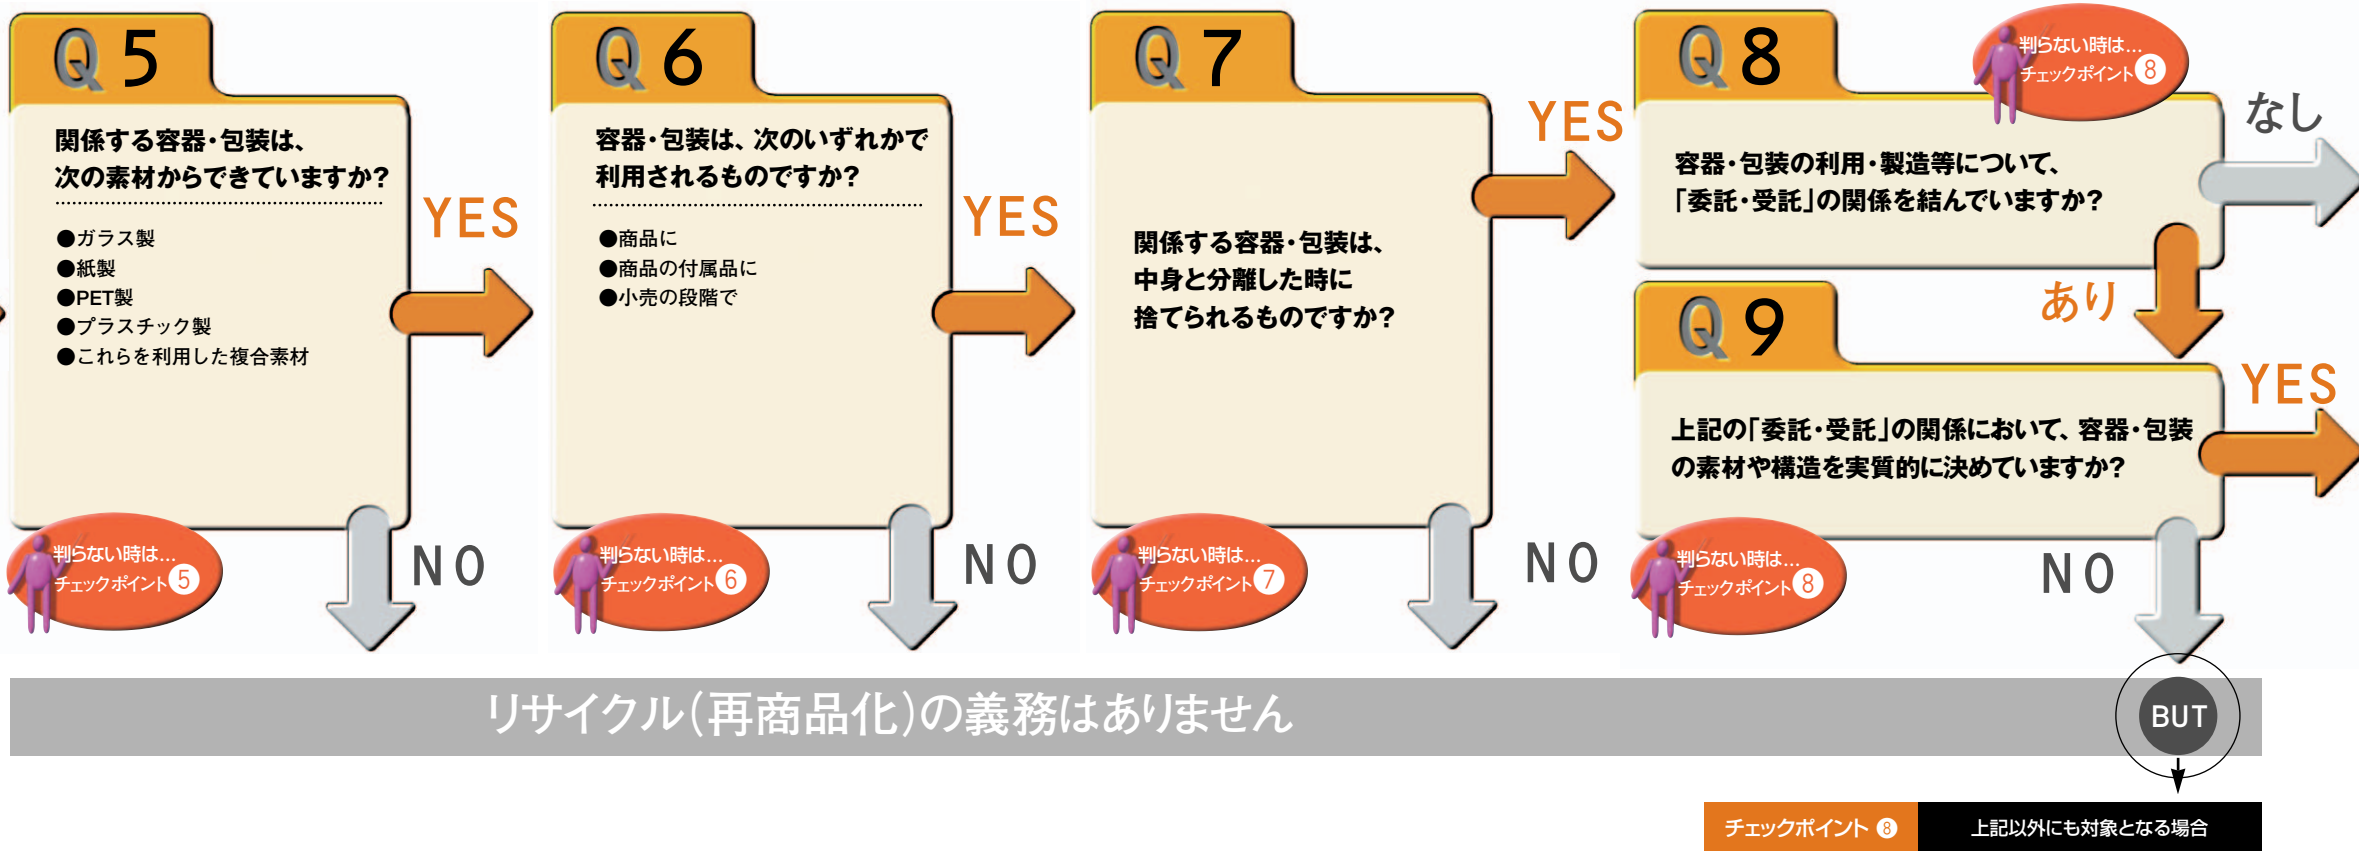 Q5
関係する容器・包装は、
次の素材からできていますか?
●ガラス製
●紙製
●PET製
●プラスチック製
●これらを利用した複合素材
判らない時は…
チェックポイント5
YES
NO
Q6
容器・包装は、次のいずれかで
利用されるものですか?
●商品に
●商品の付属品に
●小売の段階で
判らない時は…
チェックポイント6
YES
NO
Q7
関係する容器・包装は、
中身と分離した時に
捨てられるものですか?
判らない時は…
チェックポイント7
YES
NO
Q8
判らない時は…
チェックポイント8
容器・包装の利用・製造等について、
「委託・受託」の関係を結んでいますか?
なし
あり
Q9
上記の「委託・受託」の関係において、容器・包装
の素材や構造を実質的に決めていますか?
判らない時は…
チェックポイント8
YES
NO
リサイクル(再商品化)の義務はありません
BUT
チェックポイント 8
上記以外にも対象となる場合